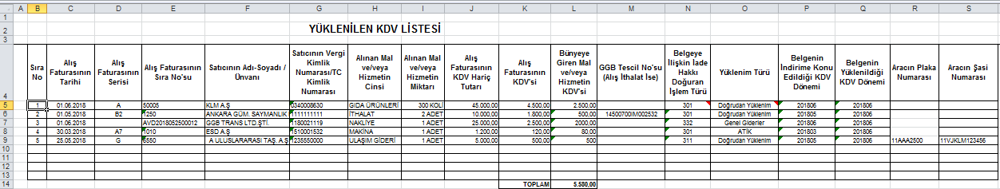 A B C D E F G H I J K L M N O P Q R S
1
2 YÜKLENİLEN KDV LİSTESİ
3
4 Sıra No Alış Faturasının Tarihi Alış Faturasının Serisi Alış Faturasının Sıra No'su Satıcının Adı-Soyadı / Ünvanı Satıcının Vergi Kimlik Numarası/TC Kimlik Numarası Alınan Mal ve/veya Hizmetin Cinsi Alınan Mal ve/veya Hizmetin Miktarı Alış Faturasının KDV Hariç Tutarı Alış Faturasının KDV'si Bünyeye Giren Mal ve/veya Hizmetin KDV'si GGB Tescil No'su (Alış İthalat İse) Belgeye İlişkin İade Hakkı Doğuran İşlem Türü Yüklenim Türü Belgenin İndirime Konu Edildiği KDV Dönemi Belgenin Yüklenildiği KDV Dönemi Aracın Plaka Numarası Aracın Şasi Numarası
5 1 01.06.2018 A 50005 KLM A.Ş 0340008630 GIDA ÜRÜNLERİ 300 KOLİ 45.000,00 4.500,00 2.500,00 301 Doğrudan Yüklenim 201806 201806
6 2 01.05.2018 B2 1250 ANKARA GÜM. SAYMANLIK 1111111111 İTHALAT 2 ADET 10.000,00 1.800,00 500,00 14500700IM002532 301 Doğrudan Yüklenim 201805 201806
7 3 01.06.2018 AVD2018052500012 GGB TRANS LTD.ŞTİ. 1180021119 NAKLİYE 1 ADET 25.000,00 2.500,00 2000,00 332 Genel Giderler 201806 201806
8 4 30.03.2018 A7 1010 ESD A.Ş 1510001532 MAKİNA 1 ADET 1.200,00 120,00 80,00 301 ATİK 201803 201806
9 5 25.05.2018 G 5550 A ULUSLARARASI TAŞ. A.Ş 1235550000 ULAŞIM GİDERİ 1 ADET 5.000,00 500,00 500 311 Doğrudan Yüklenim 201805 201806 11AAA2500 11VJKLM123456
10
11
12
13
14 TOPLAM 5.580,00